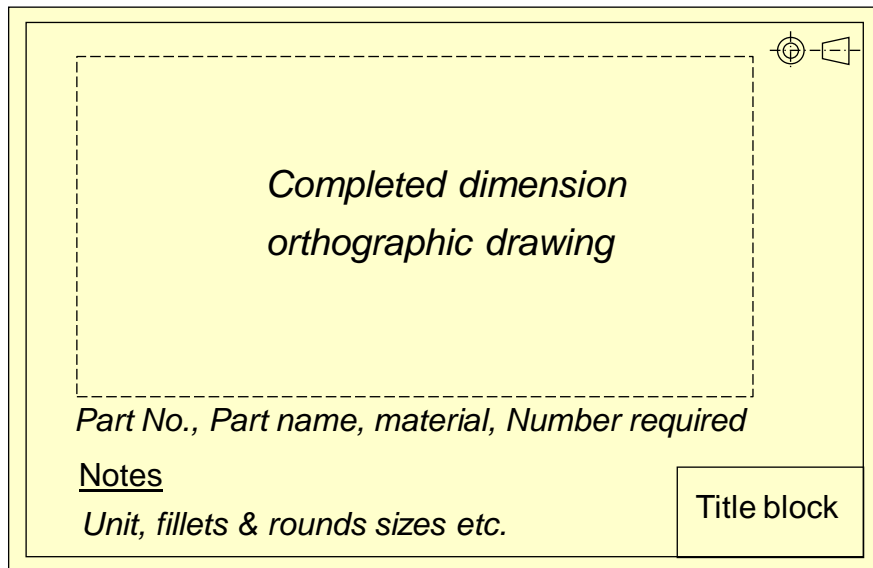 Completed dimension
orthographic drawing
Part No., Part name, material, Number required
Notes
Unit, fillets & rounds sizes etc.
Title block